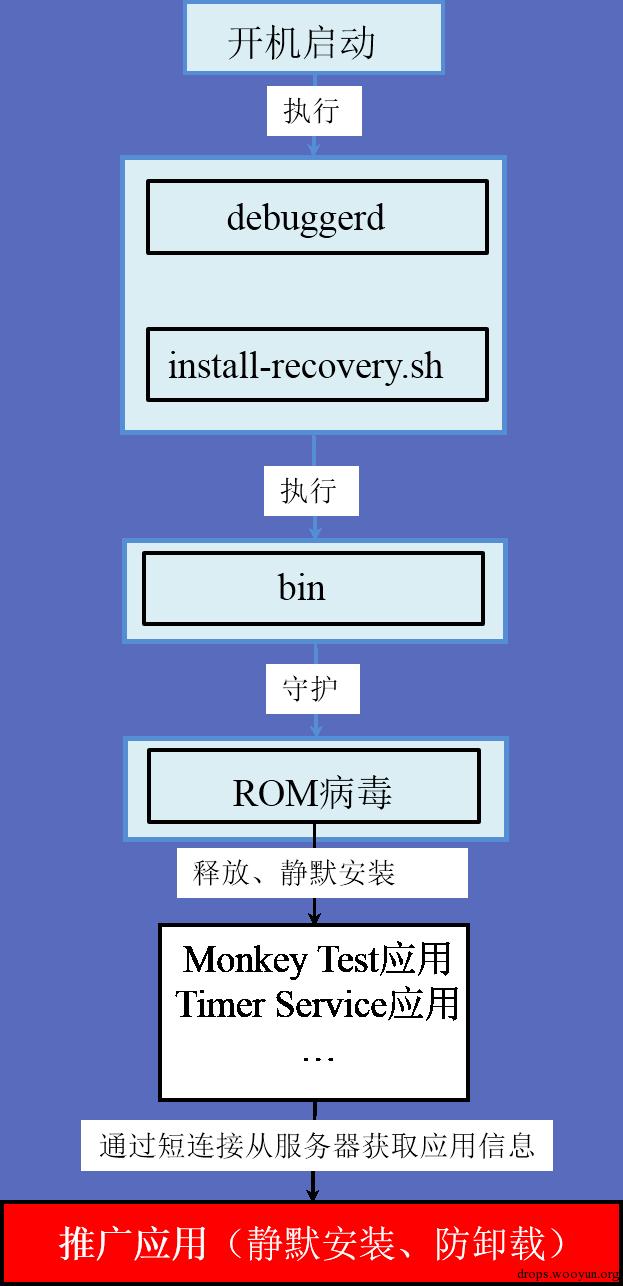 开机启动
执行
debuggerd
install-recovery.sh
执行
bin
守护
ROM病毒
释放、静默安装
Monkey Test应用
Timer Service应用
…
通过短连接从服务器获取应用信息
推广应用（静默安装、防卸载）
drops.wooyun.org